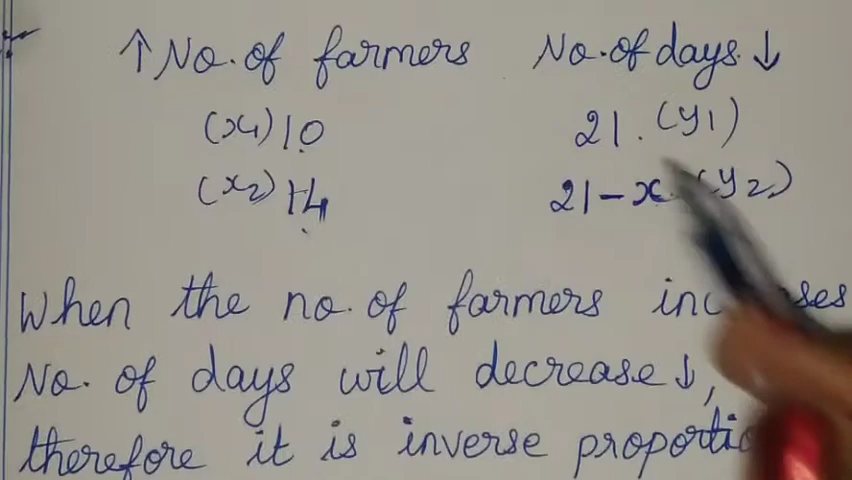 ↑ No. of farmers No. of days ↓
(x1) 10 21. (y1)
(x2) 14 21 - x (y2)
When the no. of farmers
No. of days will decrease ↓,
therefore it is inverse